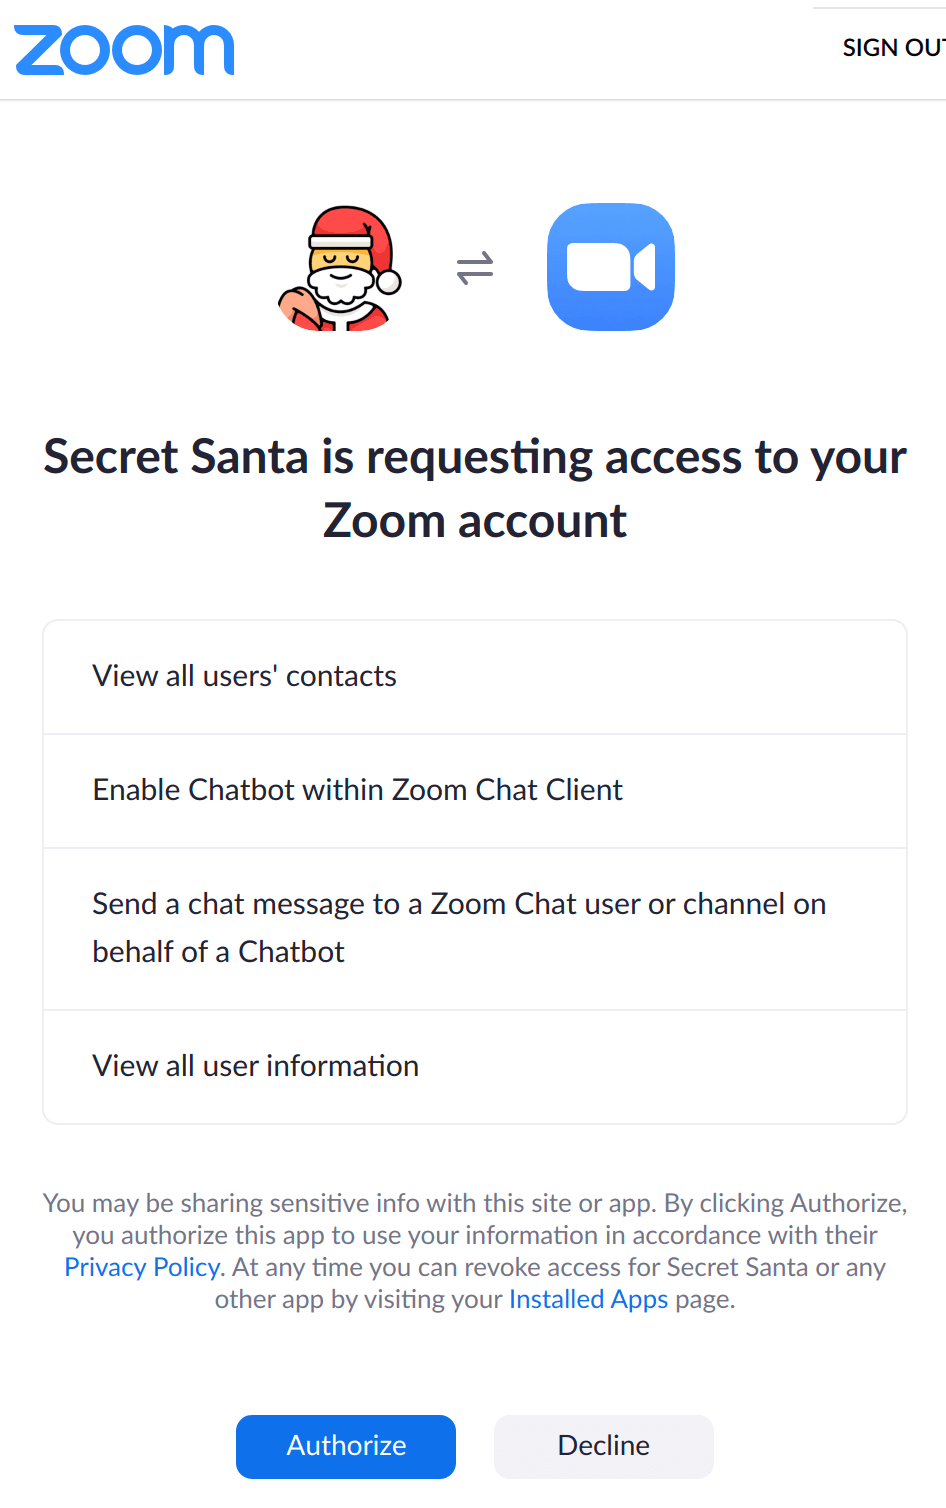 zoom
SIGN OUT
Secret Santa is requesting access to your
Zoom account
View all users' contacts
Enable Chatbot within Zoom Chat Client
Send a chat message to a Zoom Chat user or channel on
behalf of a Chatbot
View all user information
You may be sharing sensitive info with this site or app. By clicking Authorize,
you authorize this app to use your information in accordance with their
Privacy Policy. At any time you can revoke access for Secret Santa or any
other app by visiting your Installed Apps page.
Authorize
Decline